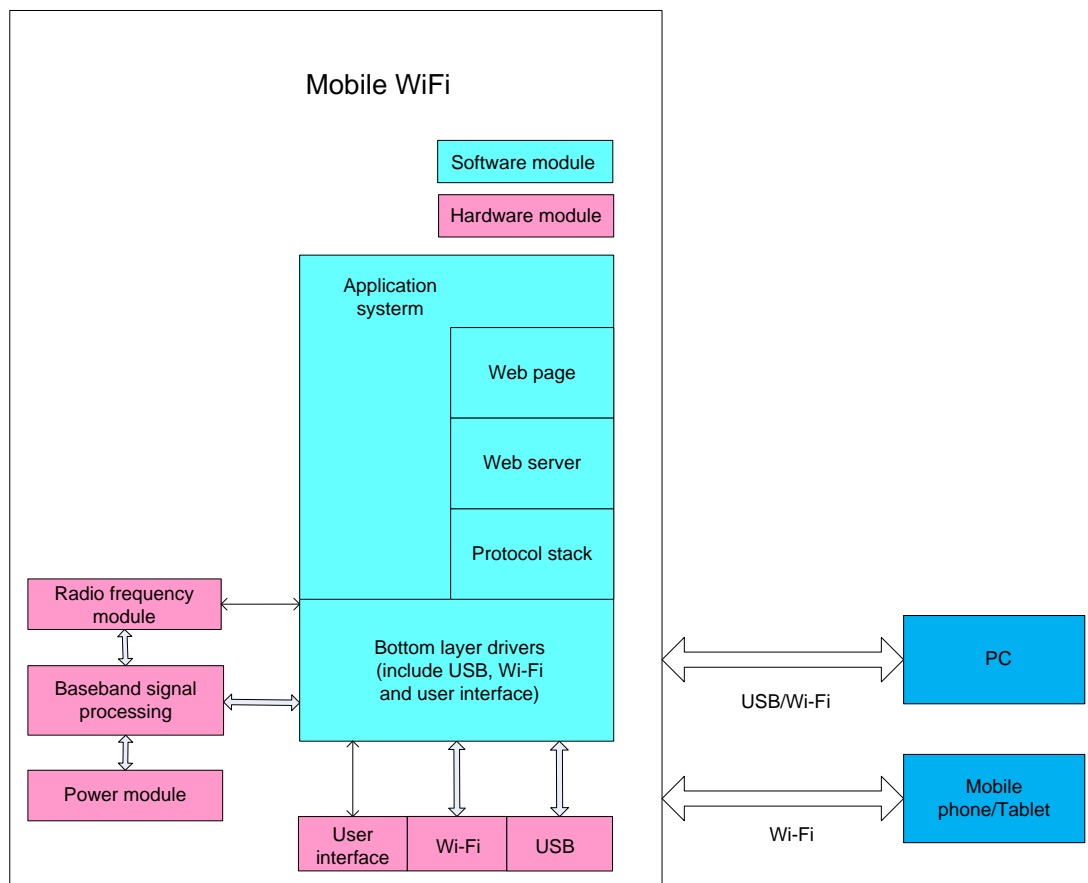 Mobile WiFi
Software module
Hardware module
Application
systerm
Web page
Web server
Protocol stack
Radio frequency
module
Bottom layer drivers
(include USB, Wi-Fi
and user interface)
Baseband signal
processing
Power module
User
interface
Wi-Fi
USB
PC
USB/Wi-Fi
Mobile
phone/Tablet
Wi-Fi